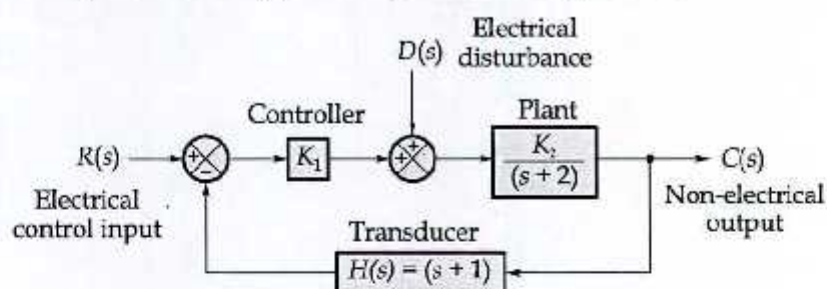 Electrical
D(s) disturbance
Controller
Plant
R(s)
K₁
K₂
(s + 2)
C(s)
Electrical
control input
Non-electrical
output
Transducer
H(s) = (s + 1)